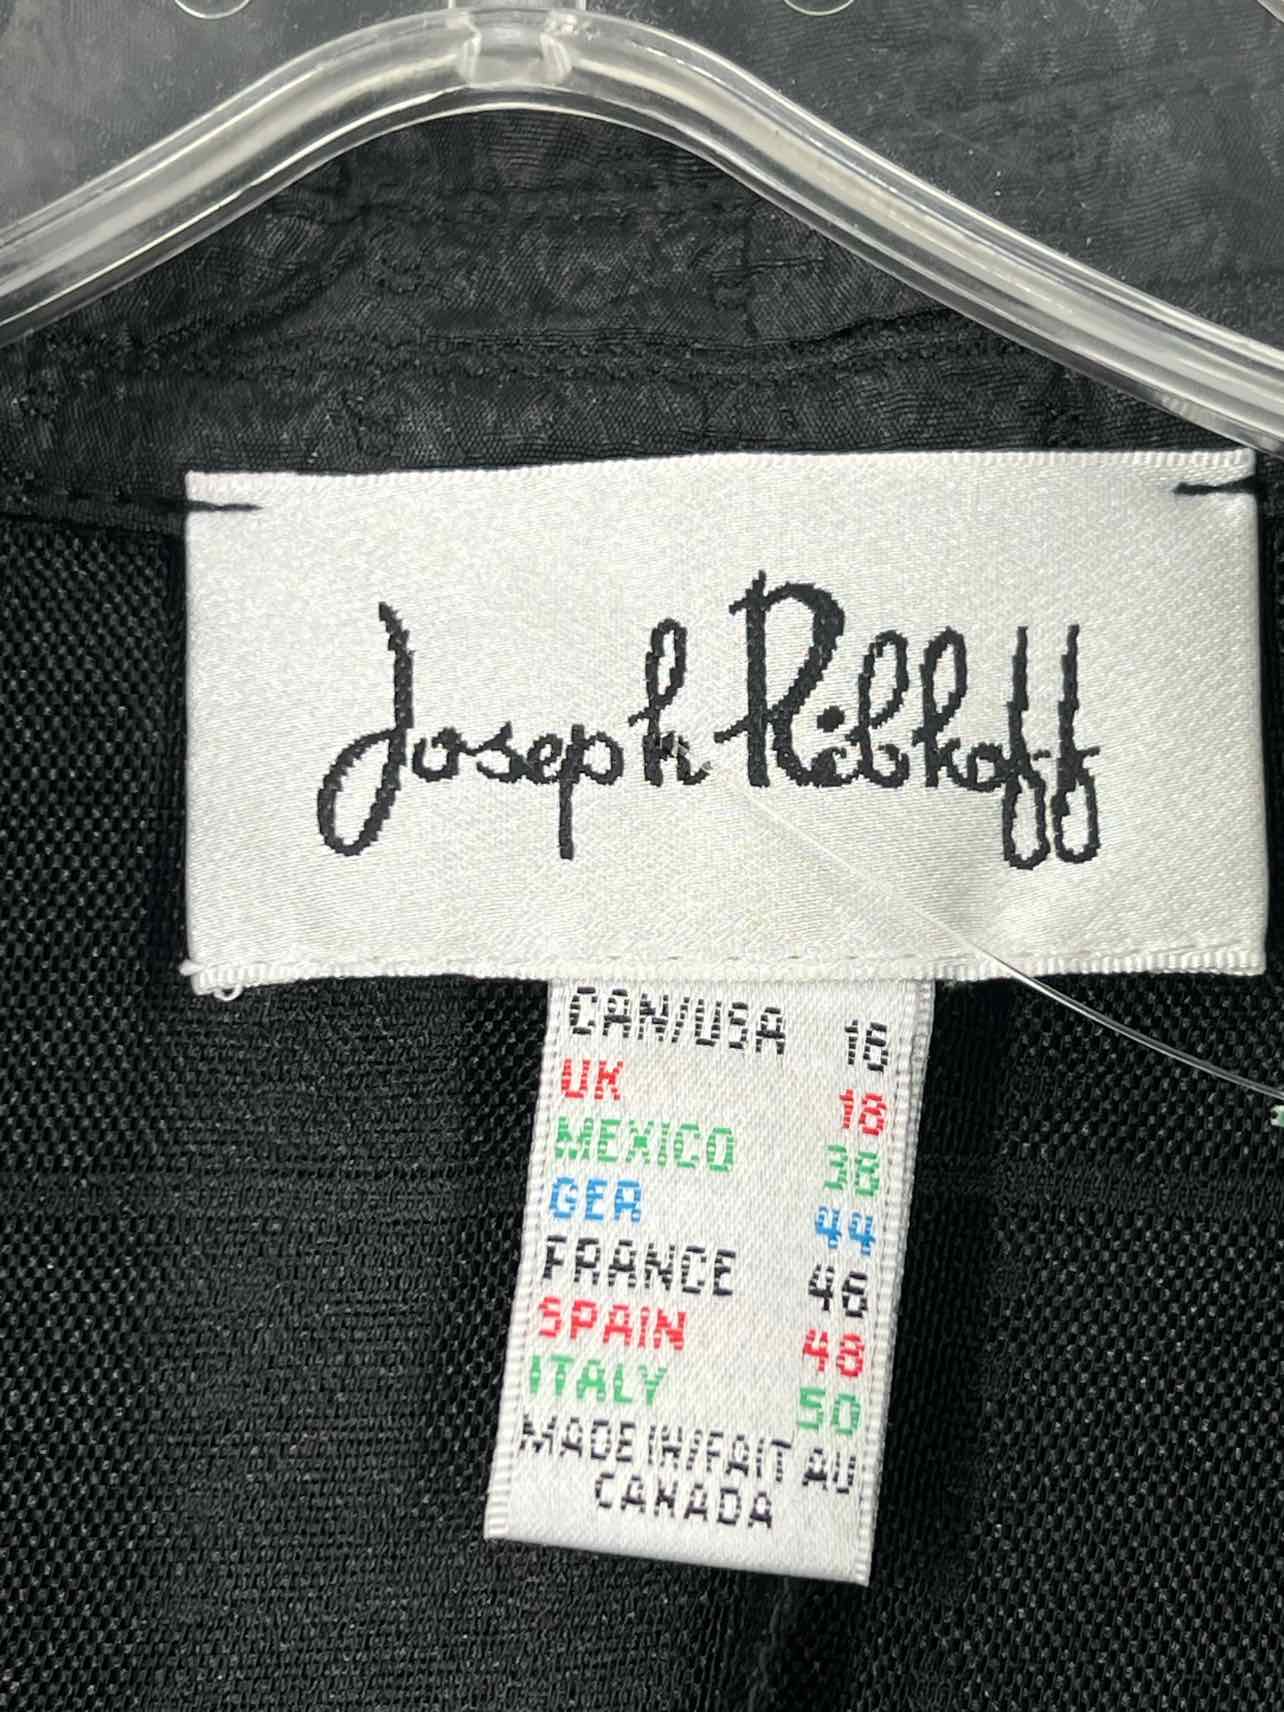 Joseph Ribkoff
CAN/USA 16
UK 18
MEXICO 38
GER 44
FRANCE 46
SPAIN 48
ITALY 50
MADE IN/FAIT AU
CANADA